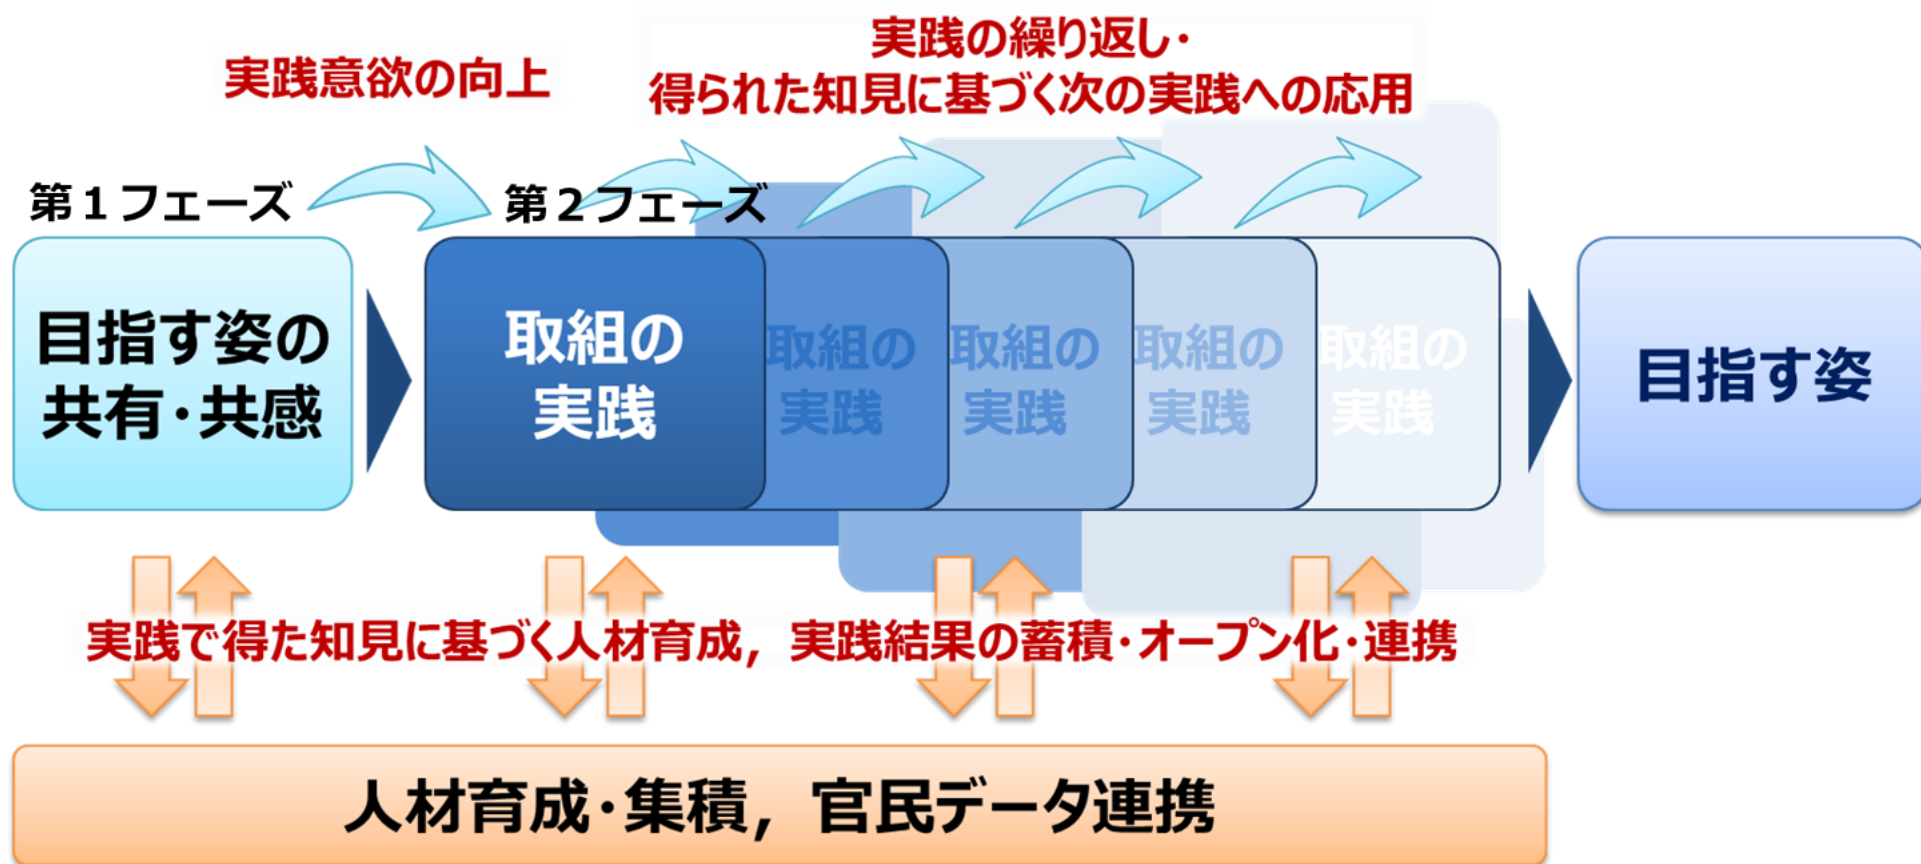 実践意欲の向上
実践の繰り返し・
得られた知見に基づく次の実践への応用
第１フェーズ
第２フェーズ
目指す姿の
共有・共感
取組の
実践
取組の
実践
取組の
実践
取組の
実践
取組の
実践
目指す姿
実践で得た知見に基づく人材育成，実践結果の蓄積・オープン化・連携
人材育成・集積，官民データ連携